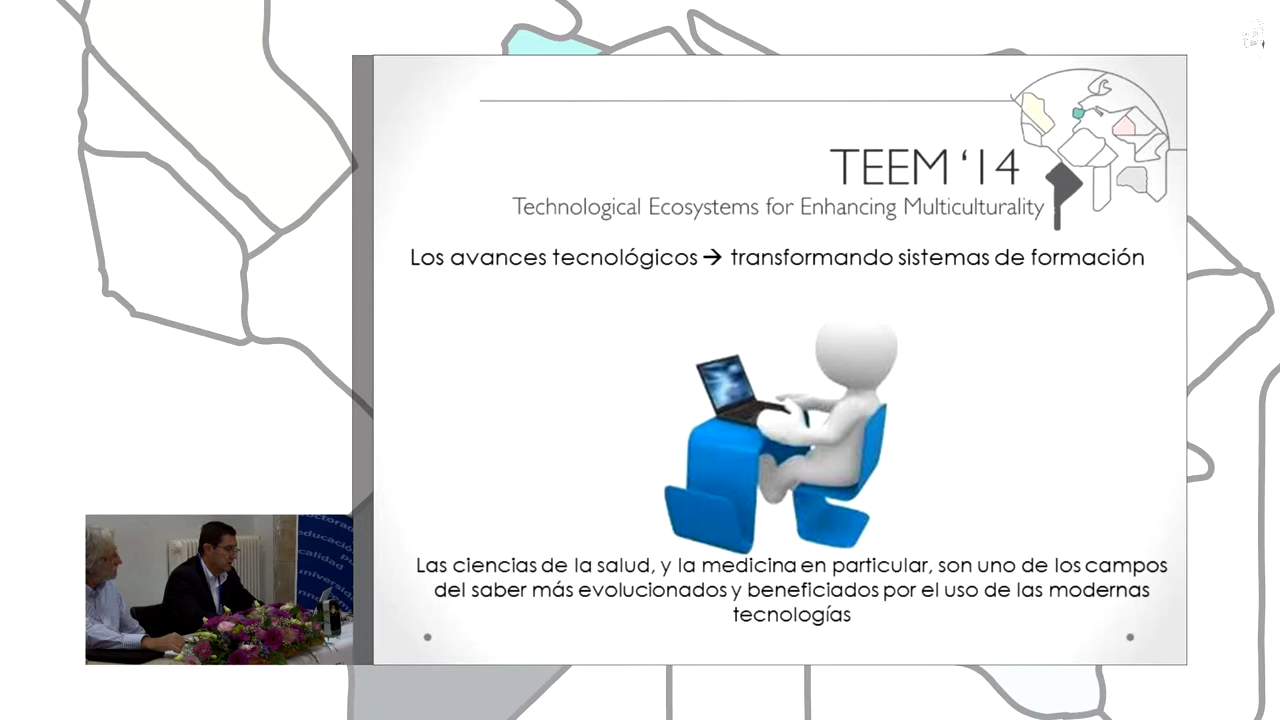 TEEM ‘14
Technological Ecosystems for Enhancing Multiculturality
Los avances tecnológicos → transformando sistemas de formación
Las ciencias de la salud, y la medicina en particular, son uno de los campos
del saber más evolucionados y beneficiados por el uso de las modernas
tecnologías
educación
calidad